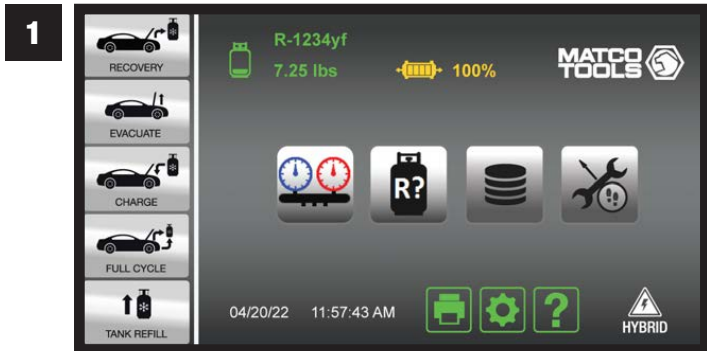 1
RECOVERY
EVACUATE
CHARGE
FULL CYCLE
TANK REFILL
R-1234yf
7.25 lbs
100%
MATCO
TOOLS
R?
04/20/22 11:57:43 AM
?
HYBRID